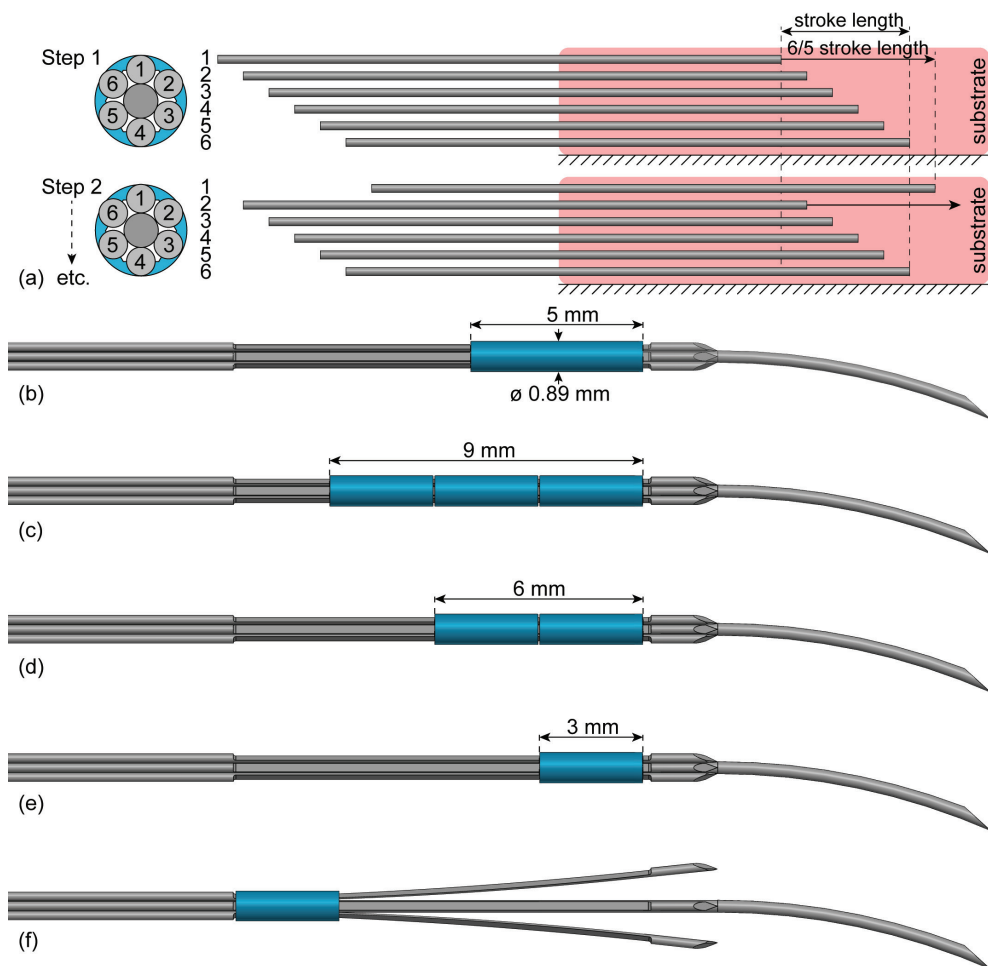 stroke length
6/5 stroke length
Step 1
1
2
3
4
5
6
1
2
3
4
5
6
substrate
Step 2
1
2
3
4
5
6
1
2
3
4
5
6
substrate
(a)
etc.
5 mm
ø 0.89 mm
(b)
9 mm
(c)
6 mm
(d)
3 mm
(e)
(f)